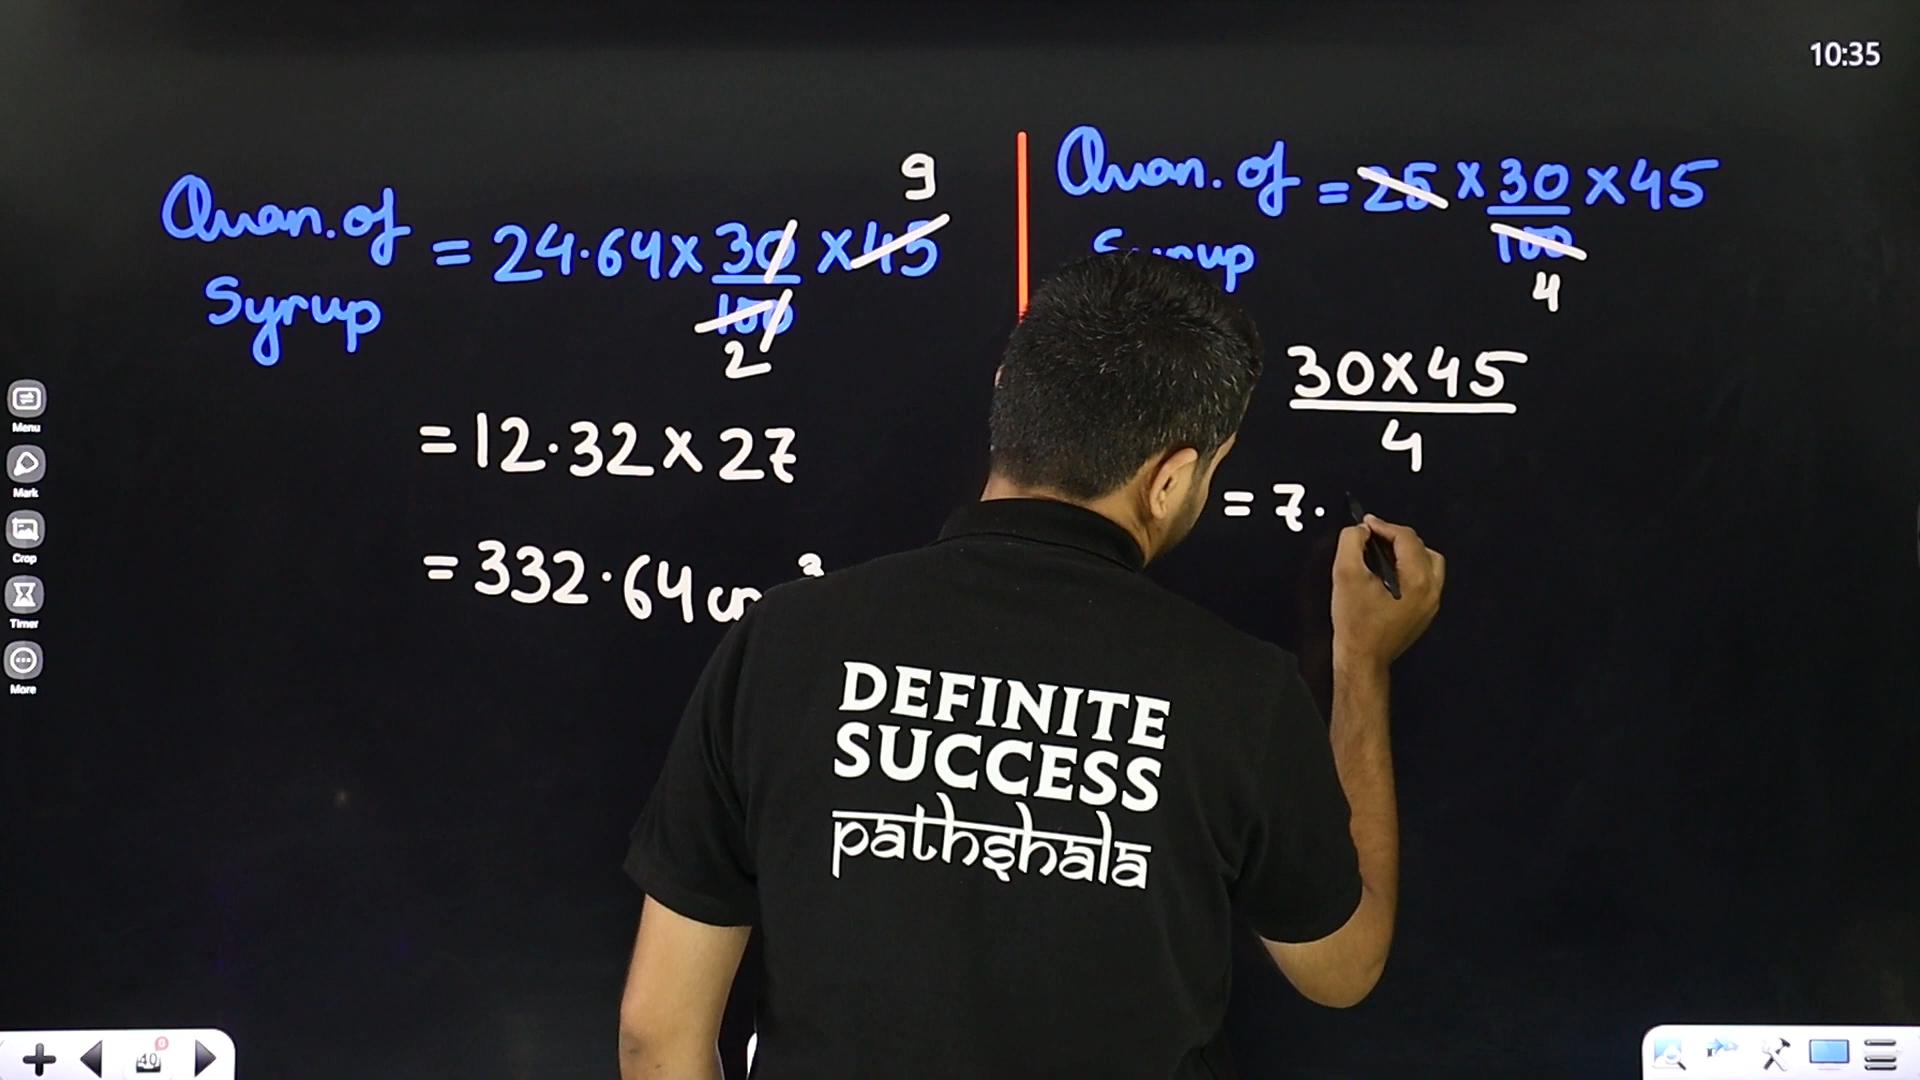 10:35
9
Quan. of
Syrup
= 24.64 x 30/100 x 45
2
= 12.32 x 27
= 332.64
3
Quan. of = 25 x 30/100 x 45
4
30x45
4
= 7.
DEFINITE
SUCCESS
pathshala
Menu
Mark
Crop
Timer
More
40